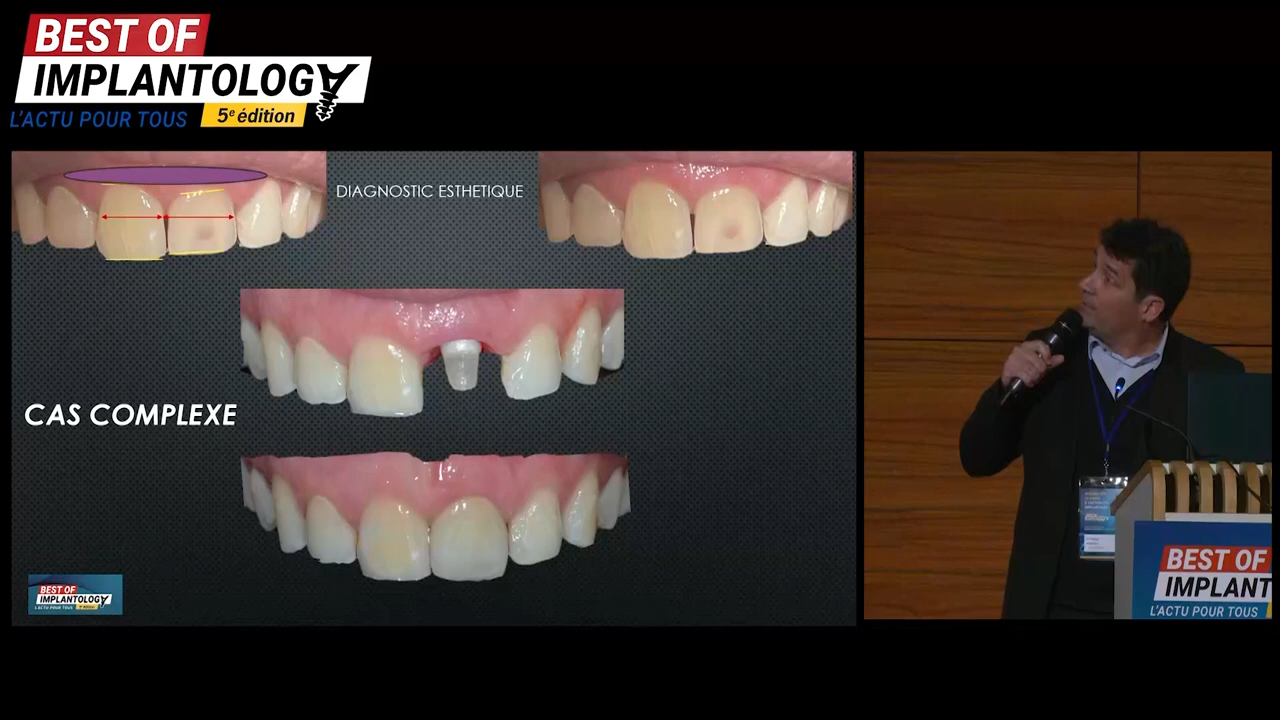 BEST OF
IMPLANTOLOGY
L'ACTU POUR TOUS
5e édition
DIAGNOSTIC ESTHETIQUE
CAS COMPLEXE
BEST OF
IMPLANTOLOGY
L'ACTU POUR TOUS
BEST OF
IMPLANT
L'ACTU POUR TOUS